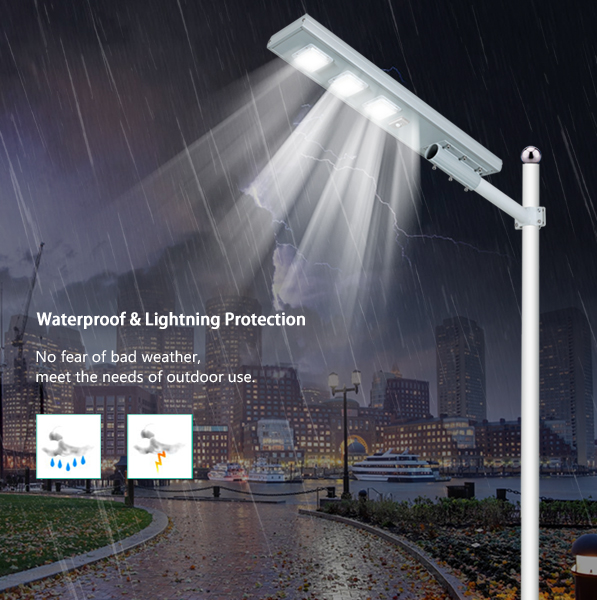 Waterproof & Lightning Protection
No fear of bad weather,
meet the needs of outdoor use.